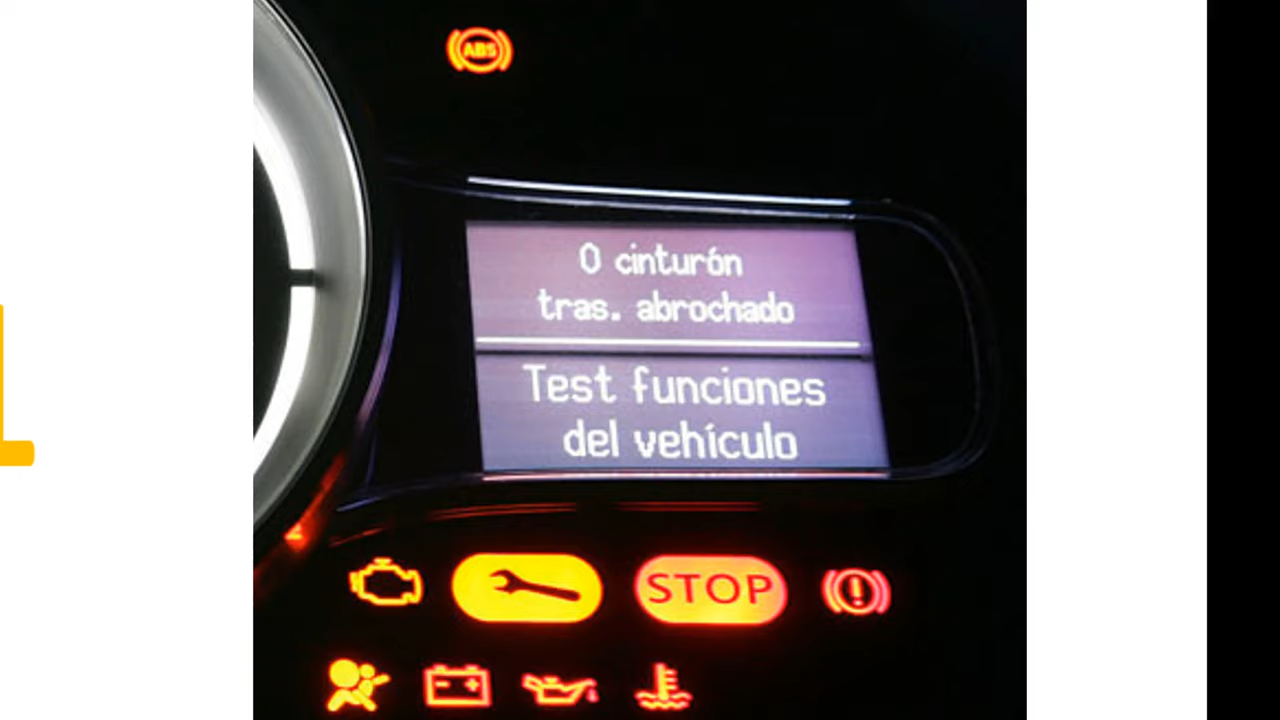 ABS
0 cinturón
tras. abrochado
Test funciones
del vehículo
STOP